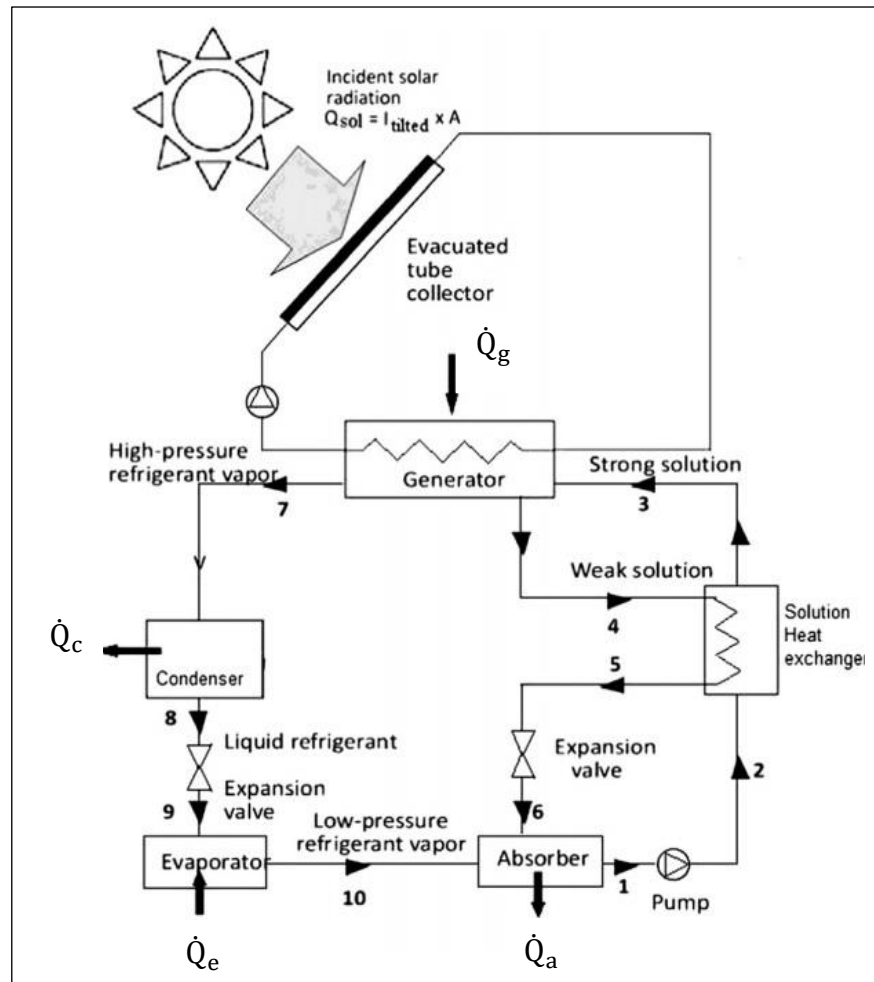 Incident solar
radiation
Qsol = Itilted x A
Evacuated
tube
collector
Q̇g
High-pressure
refrigerant vapor
7
Generator
Strong solution
3
Weak solution
4
5
Solution
Heat
exchanger
Q̇c
Condenser
8
Liquid refrigerant
Expansion
valve
9
Expansion
valve
2
6
Low-pressure
refrigerant vapor
Evaporator
10
Absorber
1
Pump
Q̇e
Q̇a